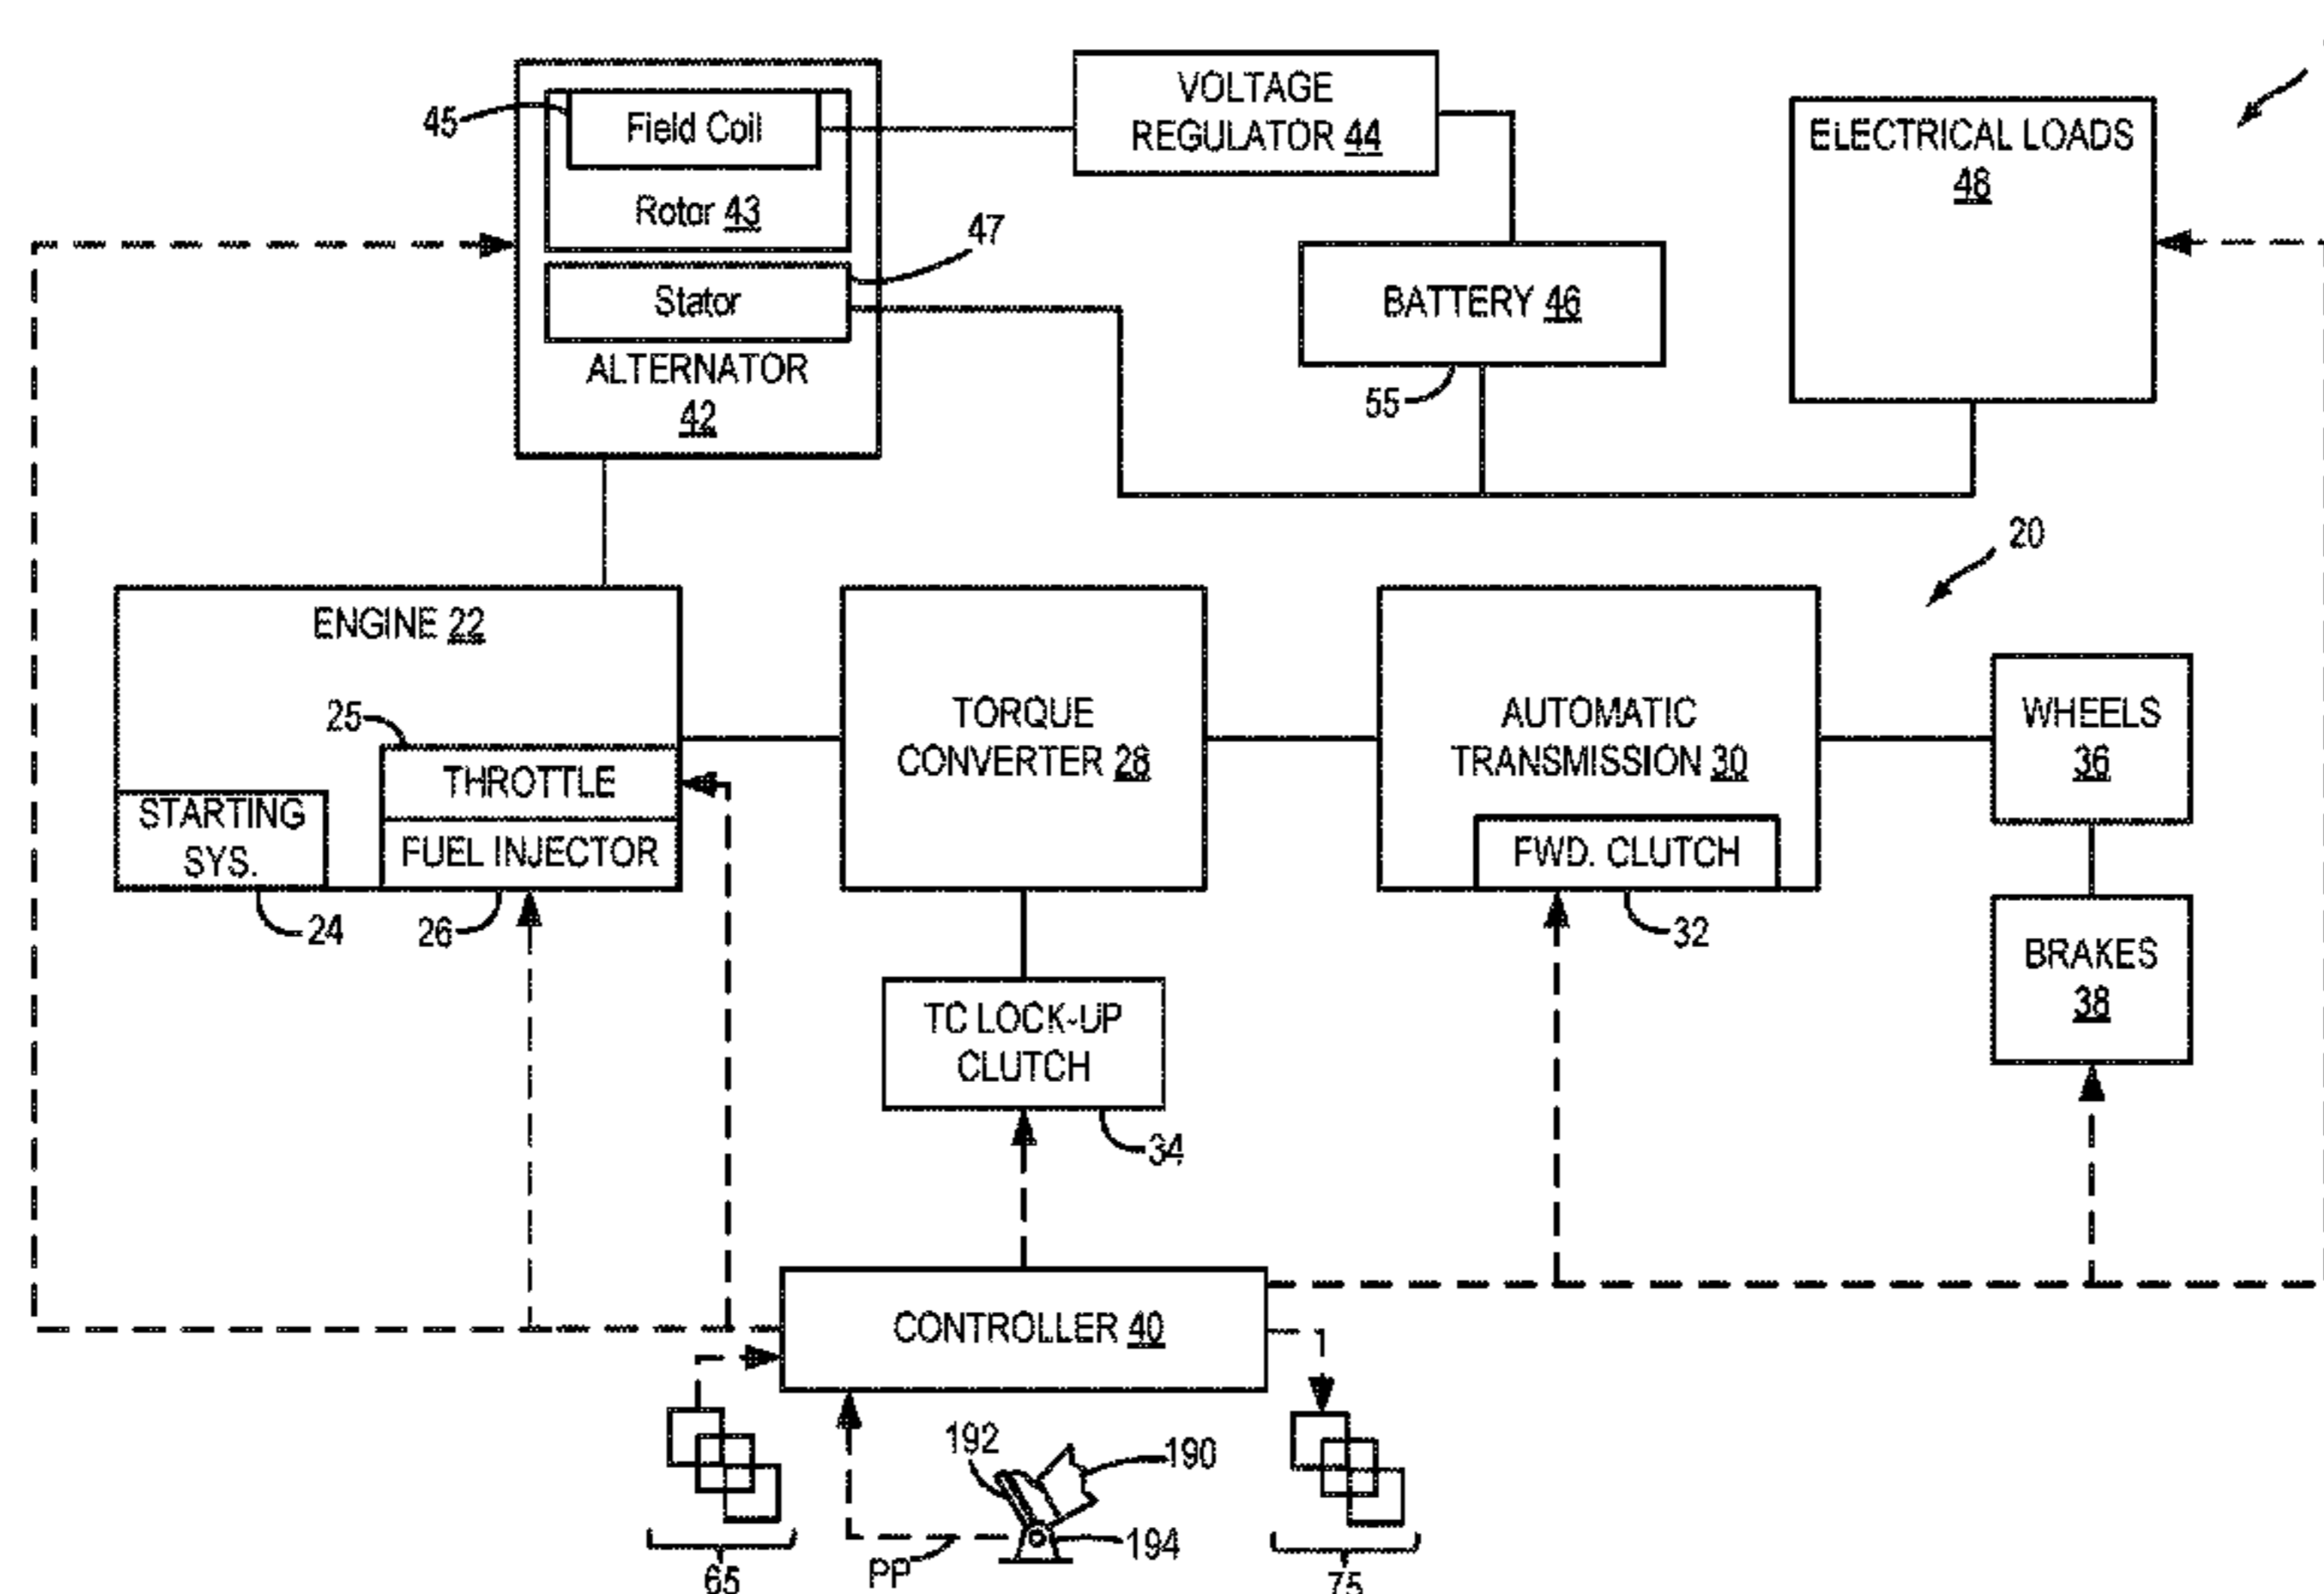 VOLTAGE
REGULATOR 44
45
Field Coil
ELECTRICAL LOADS
48
Rotor 43
47
Stator
BATTERY 46
ALTERNATOR
42
55
20
ENGINE 22
25
TORQUE
CONVERTER 28
AUTOMATIC
TRANSMISSION 30
WHEELS
36
THROTTLE
STARTING
SYS.
FUEL INJECTOR
FWD. CLUTCH
24
26
32
BRAKES
38
TC LOCK-UP
CLUTCH
34
CONTROLLER 40
192
190
194
PP
65
75